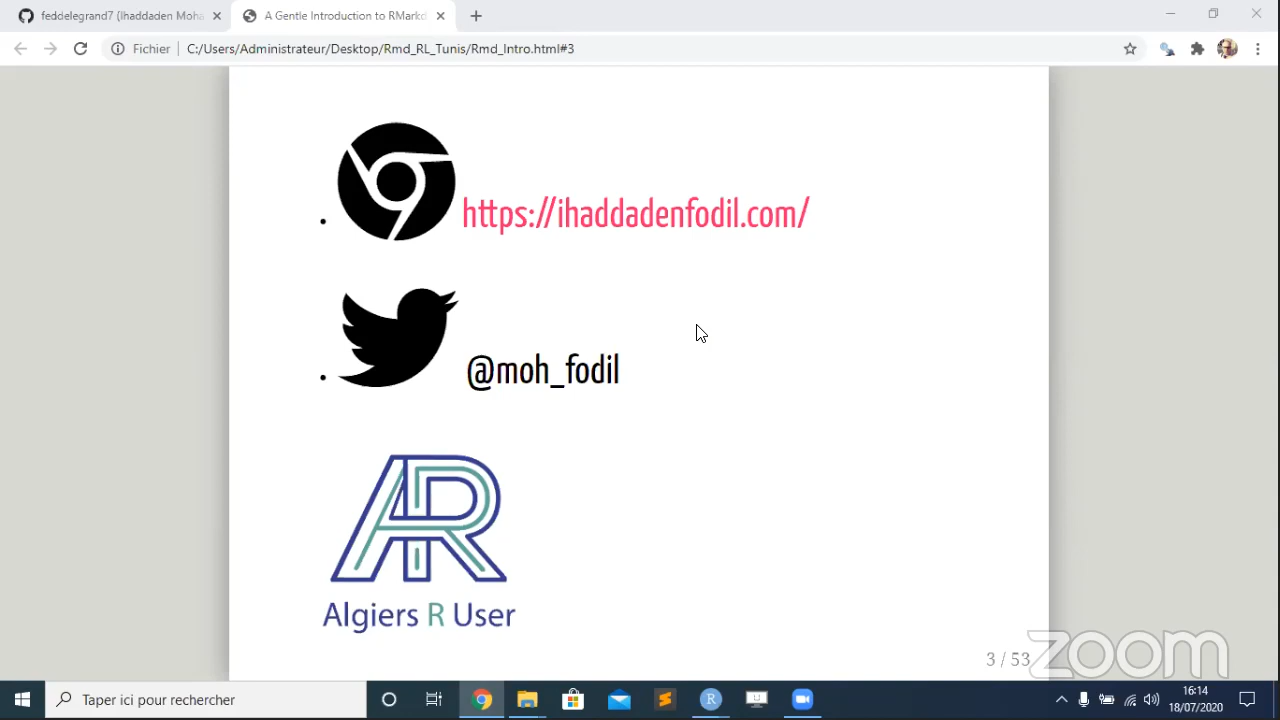 feddelegrand7 (Ihaddaden Moha
A Gentle Introduction to RMarkd
Fichier
C:/Users/Administrateur/Desktop/Rmd_RL_Tunis/Rmd_Intro.html#3
https://ihaddadenfodil.com/
@moh_fodil
AR
Algiers R User
3 / 53
zoom
Taper ici pour rechercher
R
16:14
18/07/2020